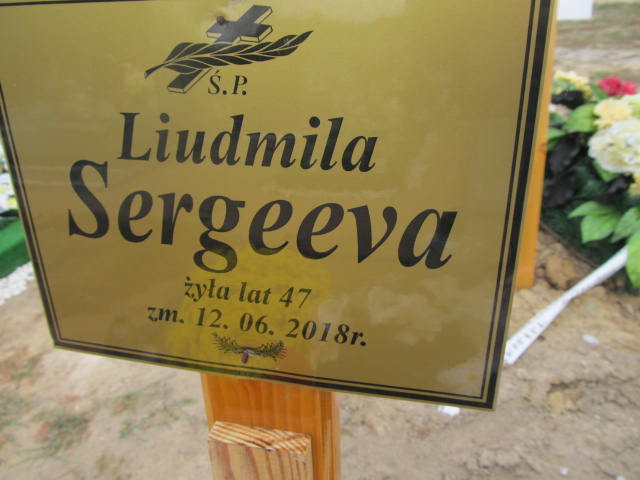 Ś.P.
Liudmila
Sergeeva
żyła lat 47
zm. 12. 06. 2018r.